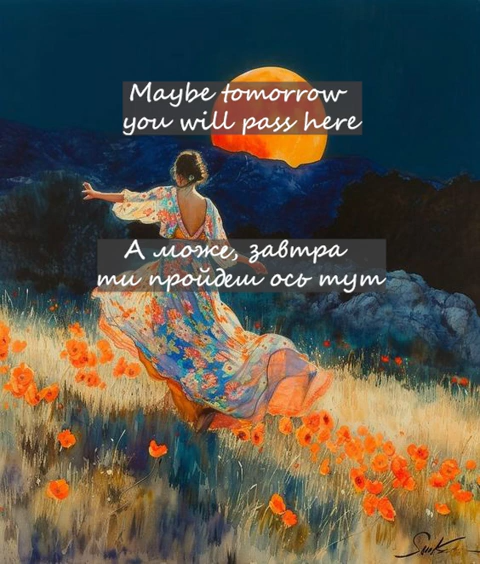 Maybe tomorrow
you will pass here
А може, завтра
ти пройдеш ось тут